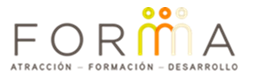 FORMA
ATRACCIÓN – FORMACIÓN – DESARROLLO